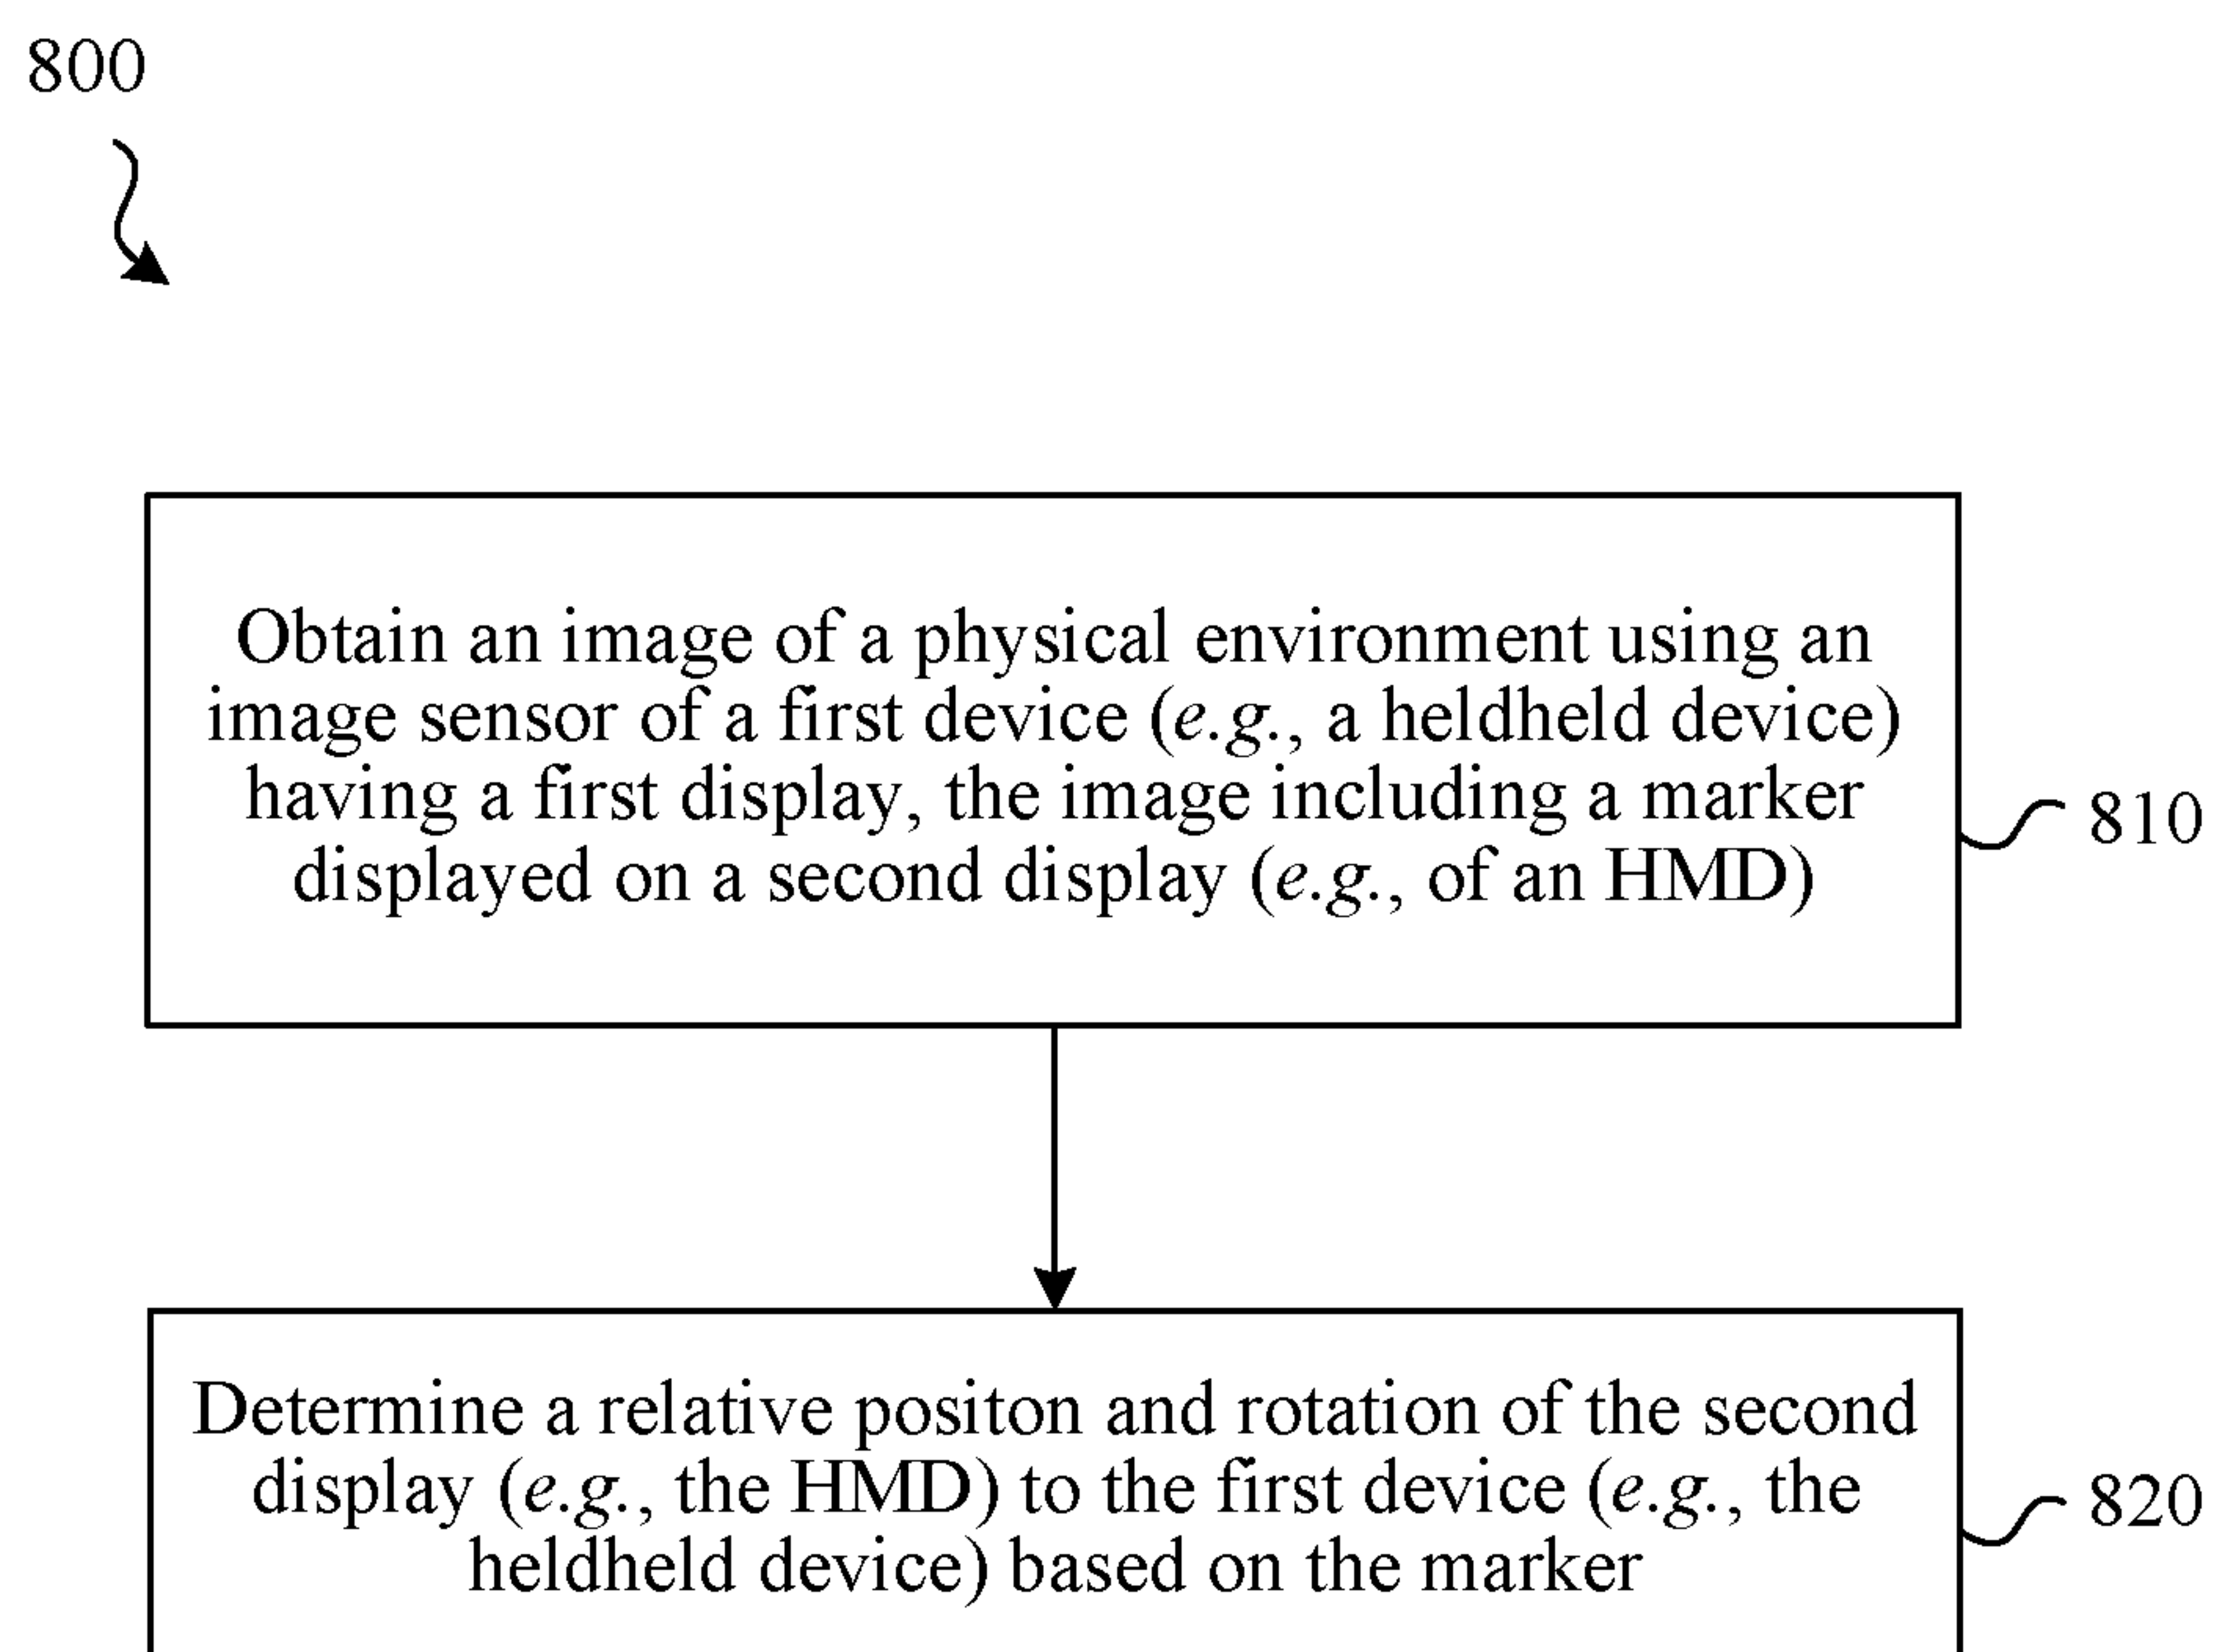 800
Obtain an image of a physical environment using an
image sensor of a first device (e.g., a heldheld device)
having a first display, the image including a marker
displayed on a second display (e.g., of an HMD)
810
Determine a relative positon and rotation of the second
display (e.g., the HMD) to the first device (e.g., the
heldheld device) based on the marker
820